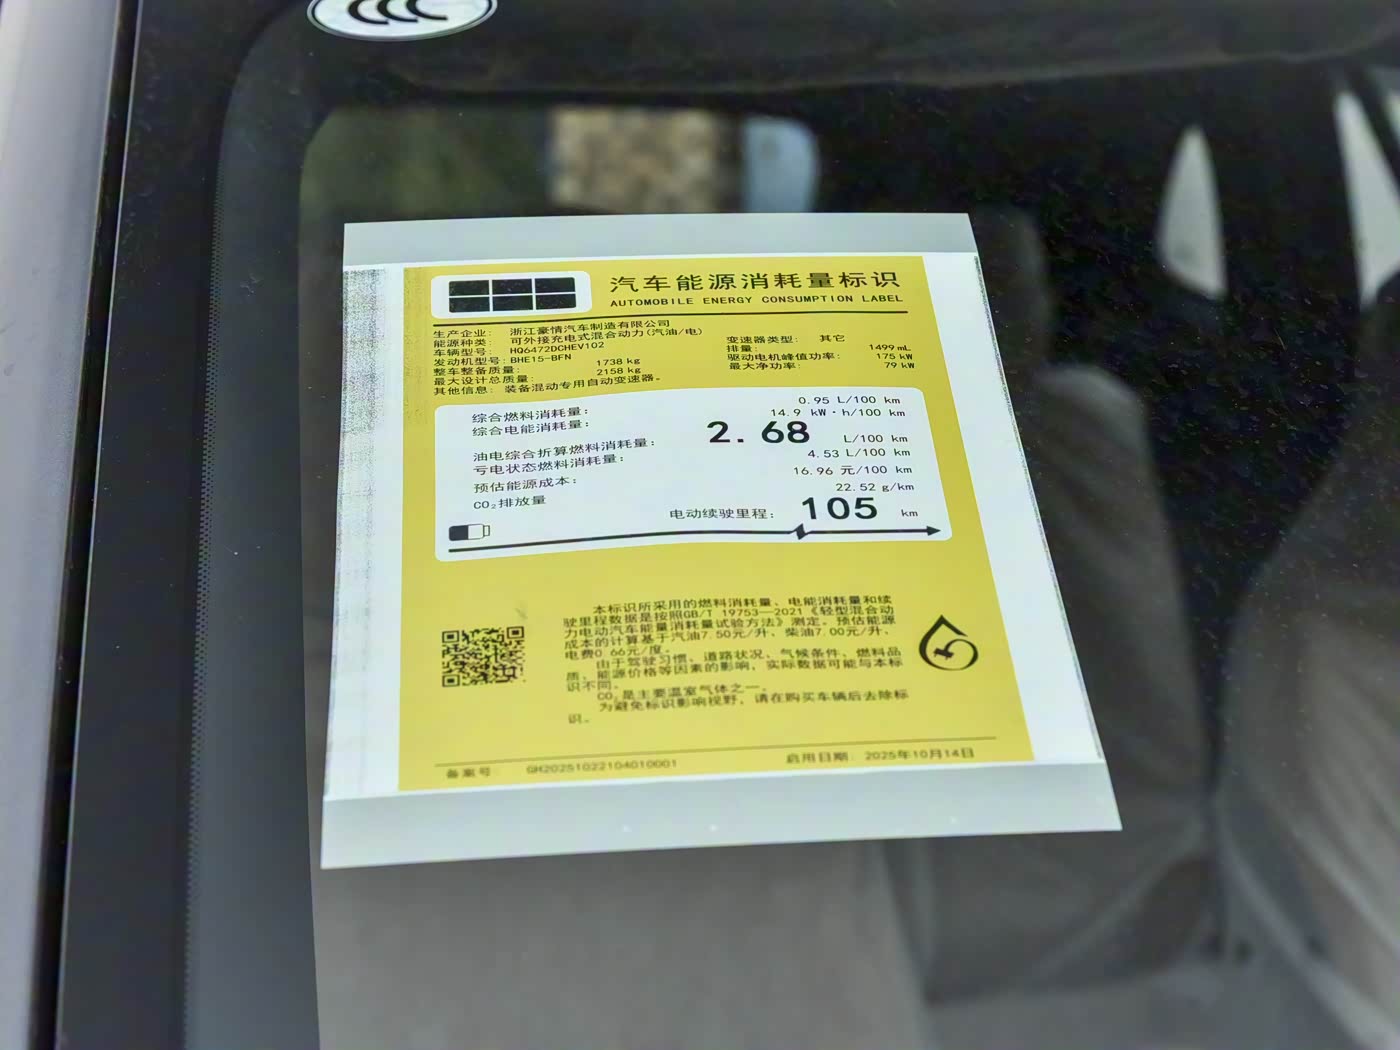 CCC
汽车能源消耗量标识
AUTOMOBILE ENERGY CONSUMPTION LABEL
生产企业: 浙江豪情汽车制造有限公司
能源种类: 可外接充电式混合动力(汽油/电)
车辆型号: HQ6472DCHEV102
变速器类型: 其它
发动机型号: BHE15-BFN
排量: 1499 mL
整车整备质量: 1738 kg
驱动电机峰值功率: 175 kW
最大设计总质量: 2158 kg
最大净功率: 79 kW
其他信息: 装备混动专用自动变速器。
综合燃料消耗量: 0.95 L/100 km
综合电能消耗量: 14.9 kW·h/100 km
油电综合折算燃料消耗量: 2.68 L/100 km
亏电状态燃料消耗量: 4.53 L/100 km
预估能源成本: 16.96 元/100 km
CO₂排放量 22.52 g/km
电动续驶里程: 105 km
本标识所采用的燃料消耗量、电能消耗量和续
驶里程数据是按照GB/T 19753—2021《轻型混合动
力电动汽车能量消耗量试验方法》测定。预估能源
成本的计算基于汽油7.50元/升、柴油7.00元/升、
电费0.66元/度。
由于驾驶习惯、道路状况、气候条件、燃料品
质、能源价格等因素的影响，实际数据可能与本标
识不同。
CO₂是主要温室气体之一。
为避免标识影响视野，请在购买车辆后去除标
识。
备案号: GH20251022104010001
启用日期: 2025年10月14日